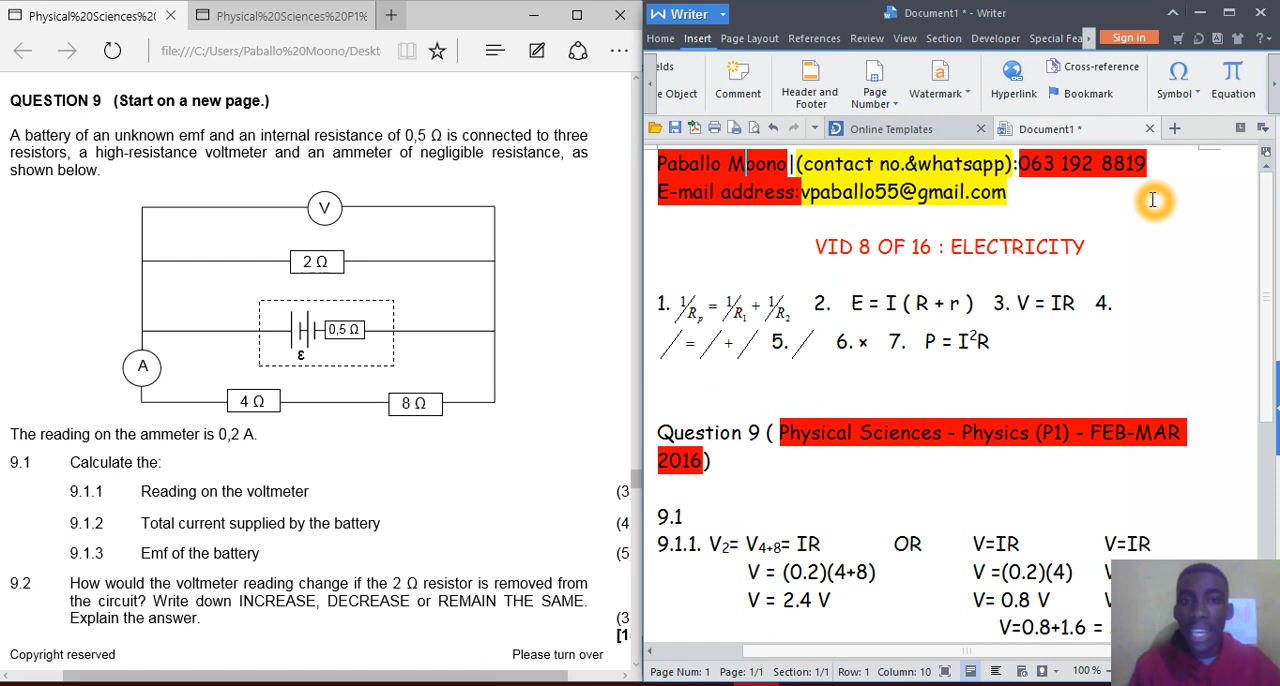 Physical%20Sciences%20(
Physical%20Sciences%20P1%
file:///C:/Users/Paballo%20Moono/Deskt
QUESTION 9 (Start on a new page.)
A battery of an unknown emf and an internal resistance of 0,5 Ω is connected to three
resistors, a high-resistance voltmeter and an ammeter of negligible resistance, as
shown below.
V
2 Ω
0,5 Ω
ε
A
4 Ω
8 Ω
The reading on the ammeter is 0,2 A.
9.1 Calculate the:
9.1.1 Reading on the voltmeter (3
9.1.2 Total current supplied by the battery (4
9.1.3 Emf of the battery (5
9.2 How would the voltmeter reading change if the 2 Ω resistor is removed from
the circuit? Write down INCREASE, DECREASE or REMAIN THE SAME.
Explain the answer. (3
[1
Copyright reserved Please turn over
Writer
Document1 * - Writer
Home Insert Page Layout References Review View Section Developer Special Fea Sign in
elds
e Object
Comment
Header and
Footer
Page
Number
Watermark
Hyperlink
Cross-reference
Bookmark
Symbol
Equation
Online Templates
Document1 *
Paballo Moono|(contact no.&whatsapp):063 192 8819
E-mail address:vpaballo55@gmail.com
VID 8 OF 16 : ELECTRICITY
1. 1/Rp = 1/R1 + 1/R2 2. E = I ( R + r ) 3. V = IR 4.
/ = / + / 5. / 6. × 7. P = I²R
Question 9 ( Physical Sciences - Physics (P1) - FEB-MAR
2016)
9.1
9.1.1. V2= V4+8= IR OR V=IR V=IR
V = (0.2)(4+8) V =(0.2)(4)
V = 2.4 V V= 0.8 V
V=0.8+1.6 =
Page Num: 1 Page: 1/1 Section: 1/1 Row: 1 Column: 10 100%